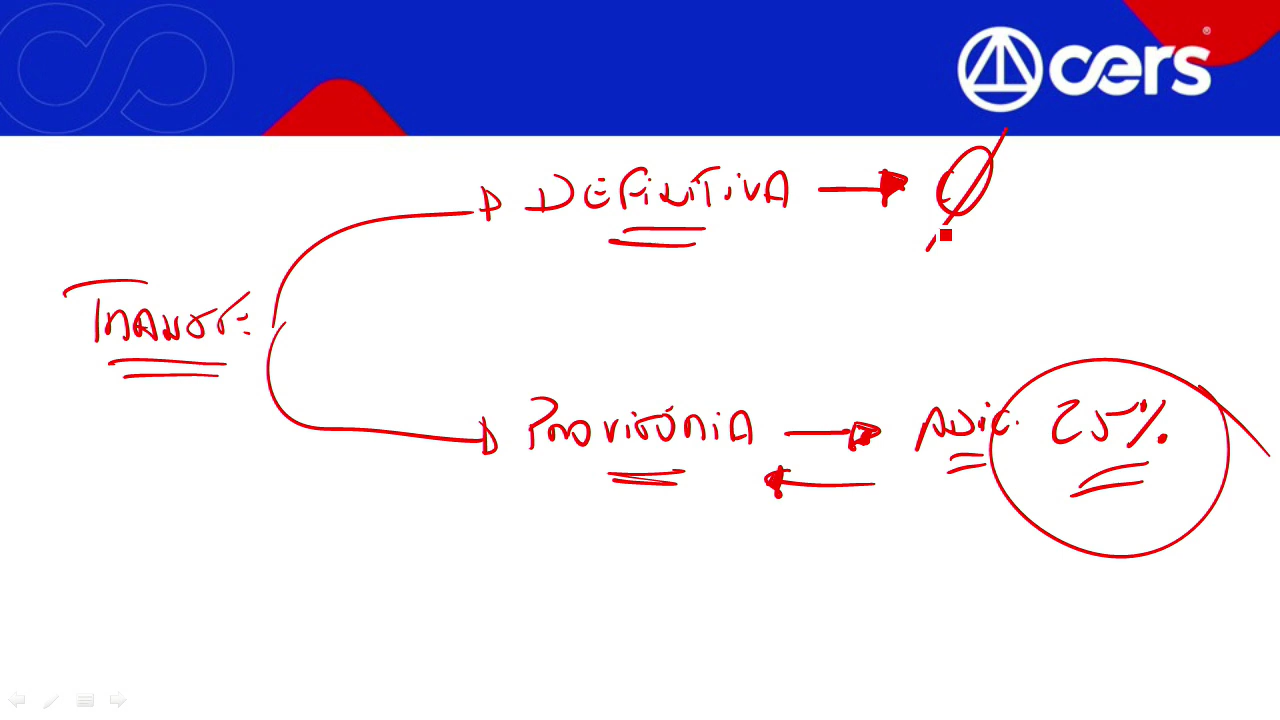 cers
DEFINITIVA → Ø
TRANSF:
PROVISÓRIA → ADIC. 25%